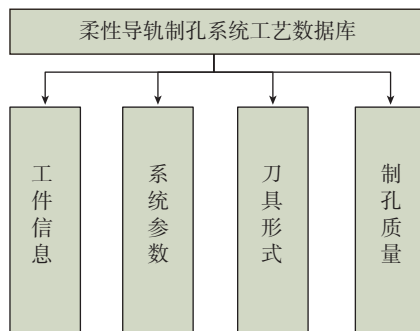 柔性导轨制孔系统工艺数据库
工件信息
系统参数
刀具形式
制孔质量